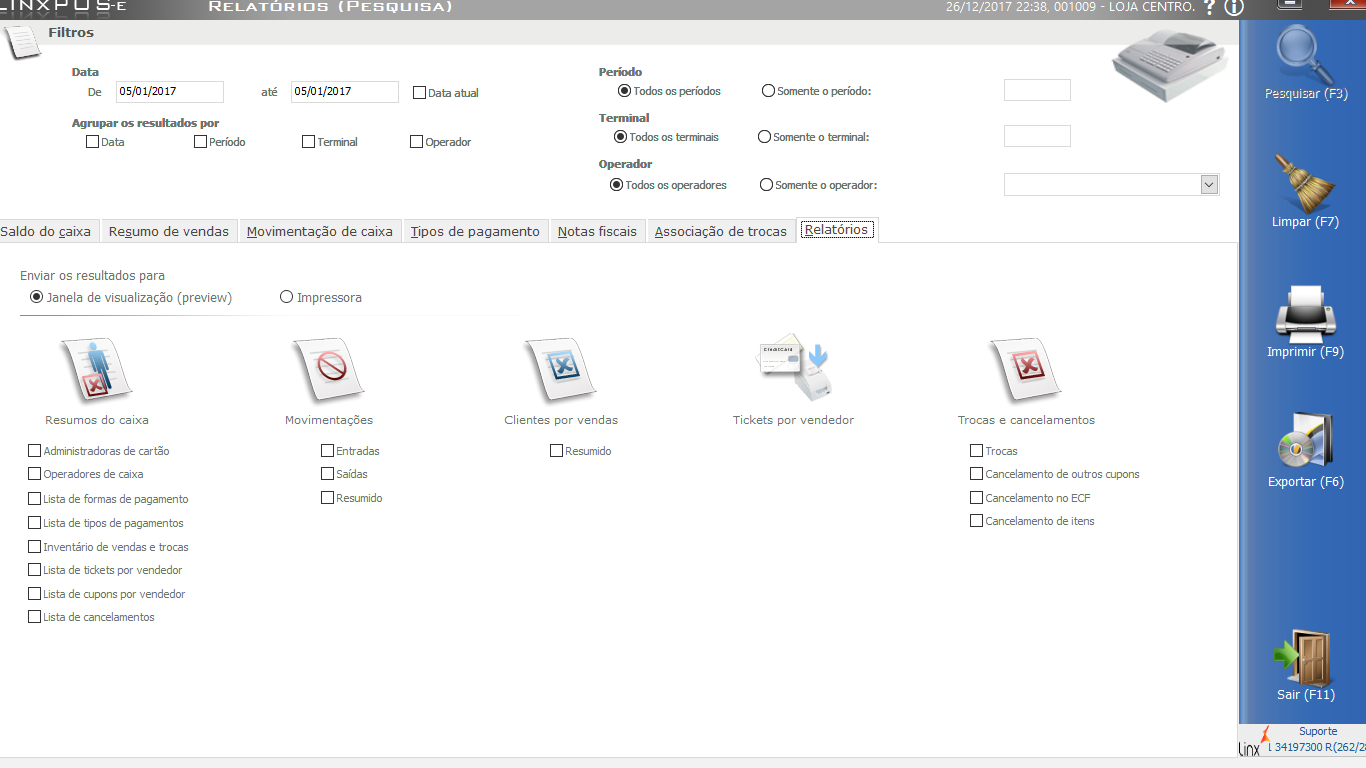 LINXPOS-E
RELATÓRIOS (PESQUISA)
26/12/2017 22:38, 001009 - LOJA CENTRO.
Filtros
Data
De 05/01/2017 até 05/01/2017 Data atual
Agrupar os resultados por
Data Período Terminal Operador
Período
Todos os períodos Somente o período:
Terminal
Todos os terminais Somente o terminal:
Operador
Todos os operadores Somente o operador:
Saldo do caixa Resumo de vendas Movimentação de caixa Tipos de pagamento Notas fiscais Associação de trocas Relatórios
Enviar os resultados para
Janela de visualização (preview) Impressora
Resumos do caixa
Administradoras de cartão
Operadores de caixa
Lista de formas de pagamento
Lista de tipos de pagamentos
Inventário de vendas e trocas
Lista de tickets por vendedor
Lista de cupons por vendedor
Lista de cancelamentos
Movimentações
Entradas
Saídas
Resumido
Clientes por vendas
Resumido
CreditCard
Tickets por vendedor
Trocas e cancelamentos
Trocas
Cancelamento de outros cupons
Cancelamento no ECF
Cancelamento de itens
Pesquisar (F3)
Limpar (F7)
Imprimir (F9)
Exportar (F6)
Sair (F11)
Suporte
Linx 34197300 R(262/